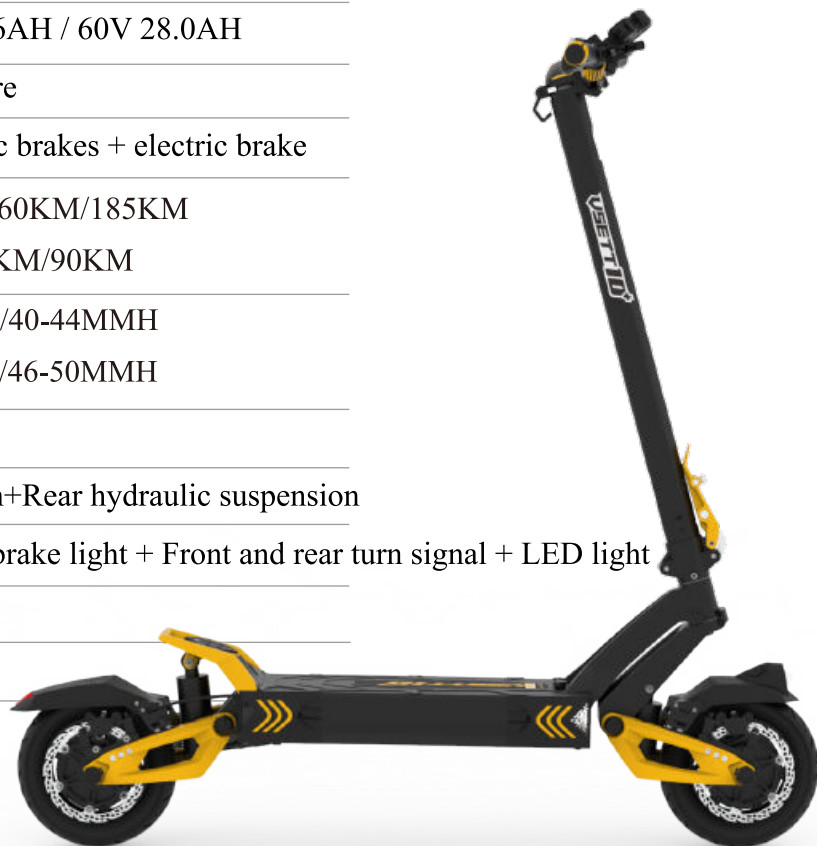 6AH / 60V 28.0AH
re
c brakes + electric brake
60KM/185KM
KM/90KM
/40-44MMH
/46-50MMH
n+Rear hydraulic suspension
brake light + Front and rear turn signal + LED light
VSETT10+